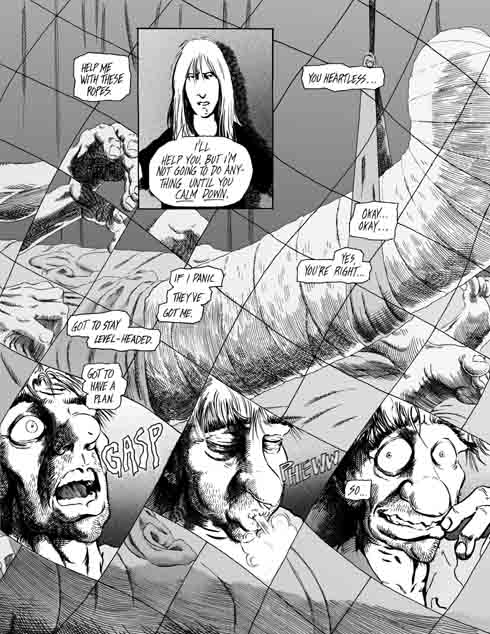 HELP ME
WITH THESE
ROPES.
I'LL
HELP YOU, BUT I'M
NOT GOING TO DO ANY-
THING UNTIL YOU
CALM DOWN.
YOU HEARTLESS...
OKAY...
OKAY...
YES,
YOU'RE RIGHT...
IF I PANIC
THEY'VE
GOT ME.
GOT TO STAY
LEVEL-HEADED.
GOT TO
HAVE A
PLAN.
GASP
PHEWW
SO...